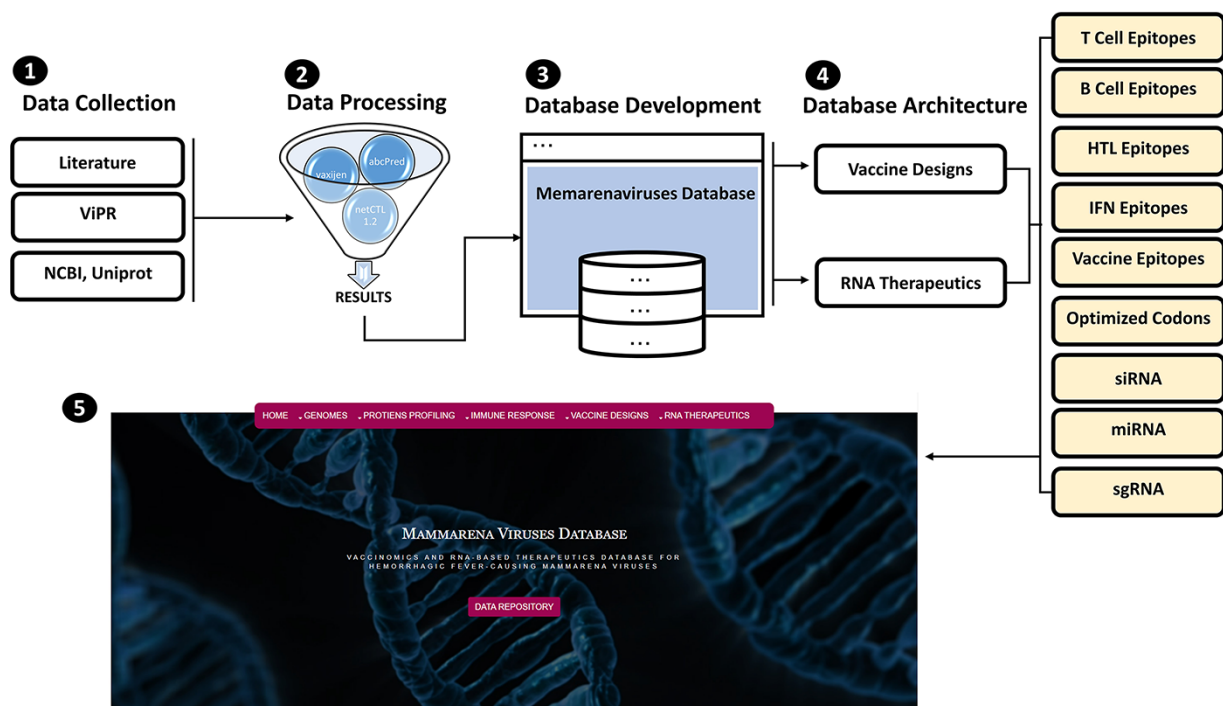 1
Data Collection
Literature
ViPR
NCBI, Uniprot
2
Data Processing
vaxijen
abcPred
netCTL
1.2
RESULTS
3
Database Development
...
Memarenaviruses Database
...
...
...
4
Database Architecture
Vaccine Designs
RNA Therapeutics
T Cell Epitopes
B Cell Epitopes
HTL Epitopes
IFN Epitopes
Vaccine Epitopes
Optimized Codons
siRNA
miRNA
sgRNA
5
HOME GENOMES PROTIENS PROFILING IMMUNE RESPONSE VACCINE DESIGNS RNA THERAPEUTICS
MAMMARENA VIRUSES DATABASE
VACCINOMICS AND RNA-BASED THERAPEUTICS DATABASE FOR
HEMORRHAGIC FEVER-CAUSING MAMMARENA VIRUSES
DATA REPOSITORY